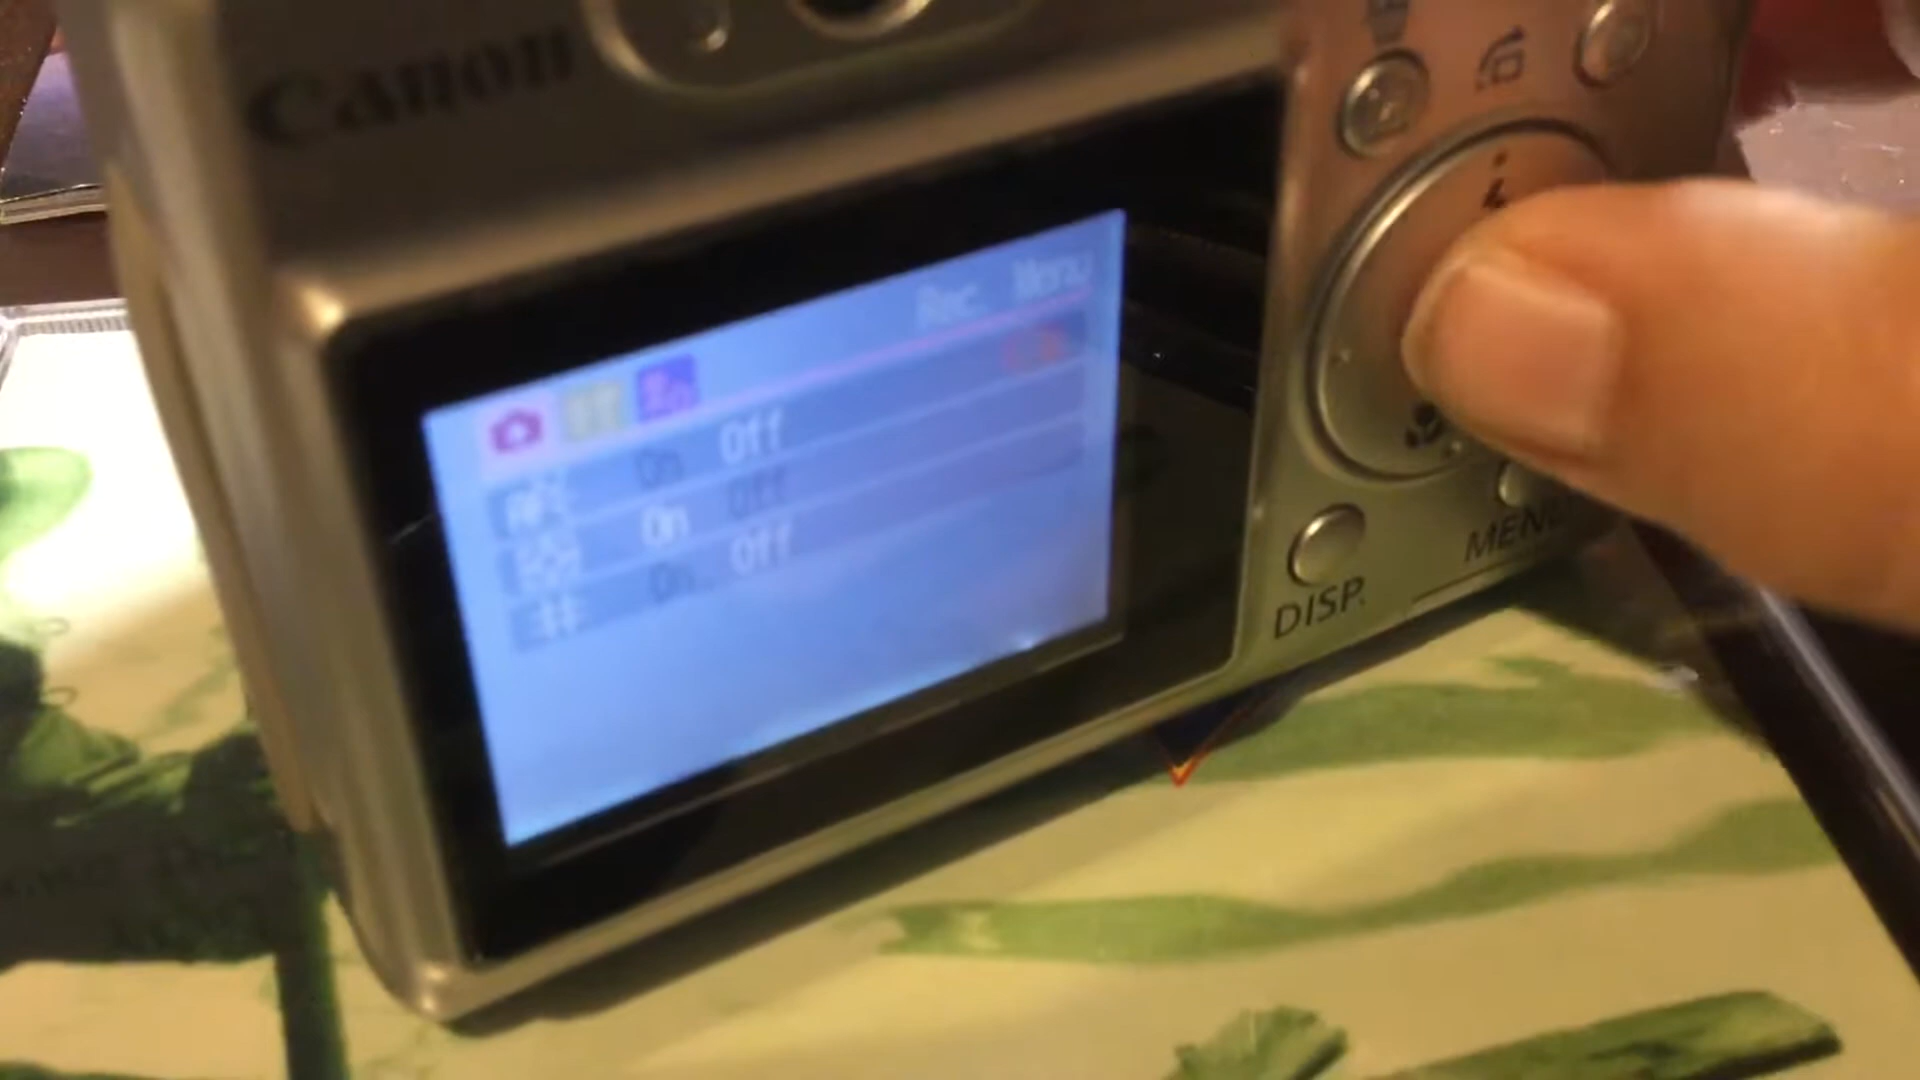 Canon
Rec. Menu
On Off
On Off
On Off
DISP.
MENU